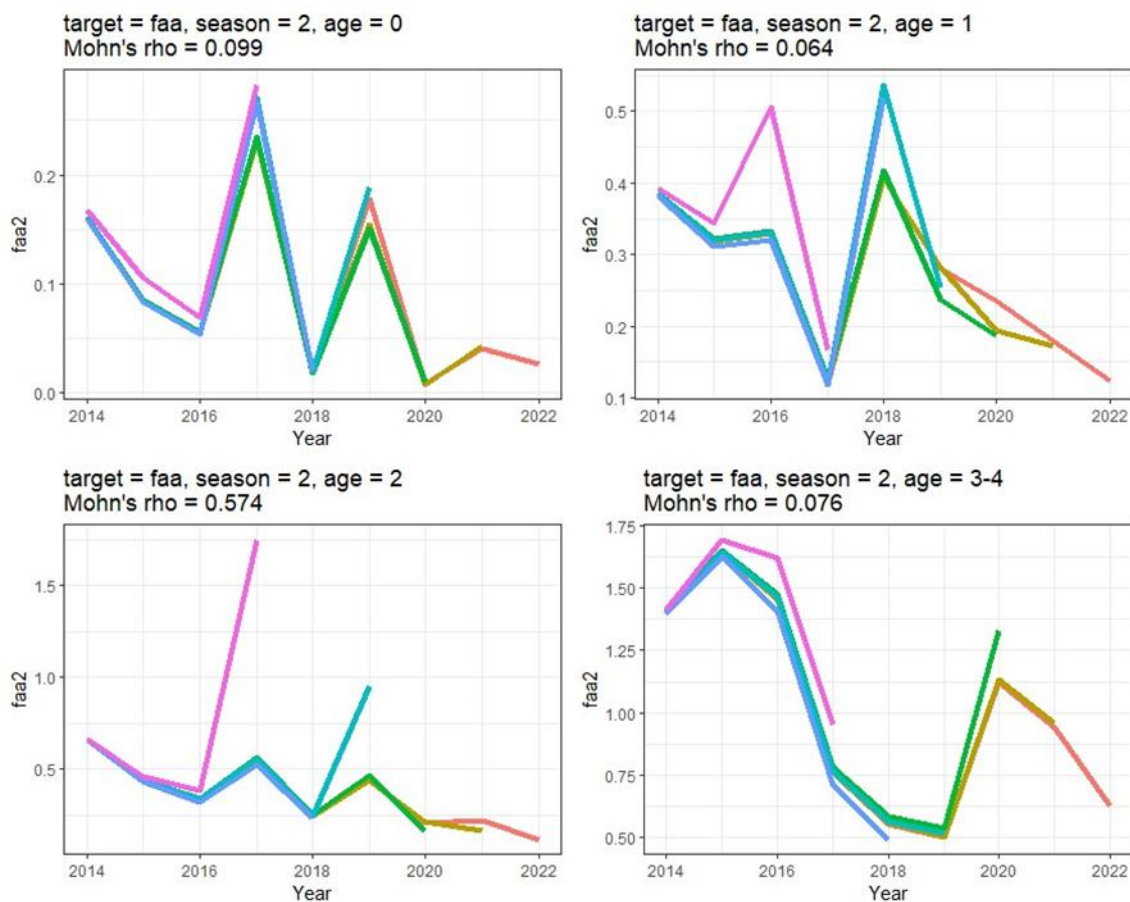 target = faa, season = 2, age = 0
Mohn's rho = 0.099
faa2
0.2
0.1
0.0
2014 2016 2018 2020 2022
Year
target = faa, season = 2, age = 1
Mohn's rho = 0.064
faa2
0.5
0.4
0.3
0.2
0.1
2014 2016 2018 2020 2022
Year
target = faa, season = 2, age = 2
Mohn's rho = 0.574
faa2
1.5
1.0
0.5
2014 2016 2018 2020 2022
Year
target = faa, season = 2, age = 3-4
Mohn's rho = 0.076
faa2
1.75
1.50
1.25
1.00
0.75
0.50
2014 2016 2018 2020 2022
Year